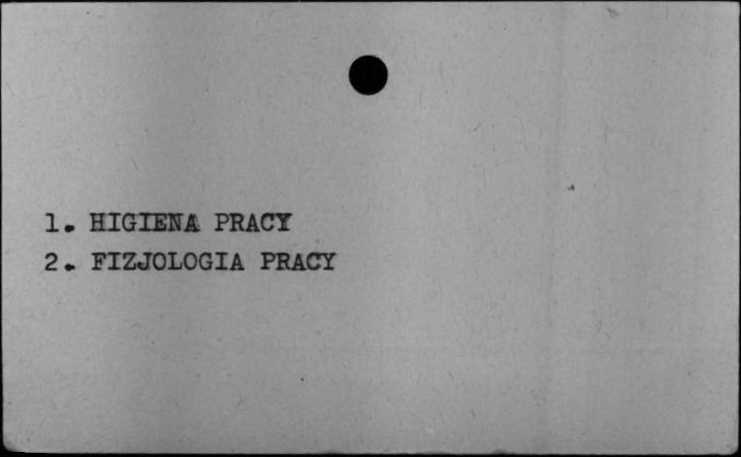 1. HIGIENA PRACY
2. FIZJOLOGIA PRACY